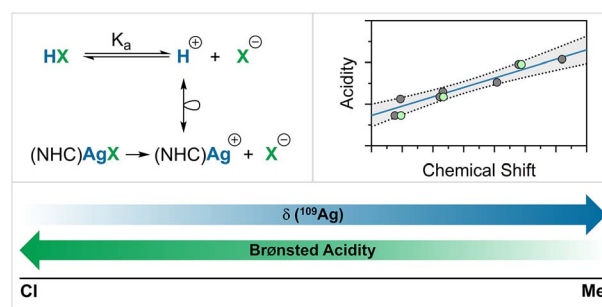 HX Kₐ H⊕ + X⊖
(NHC)AgX → (NHC)Ag⊕ + X⊖
Acidity
Chemical Shift
δ (¹⁰⁹Ag)
Brønsted Acidity
Cl Me